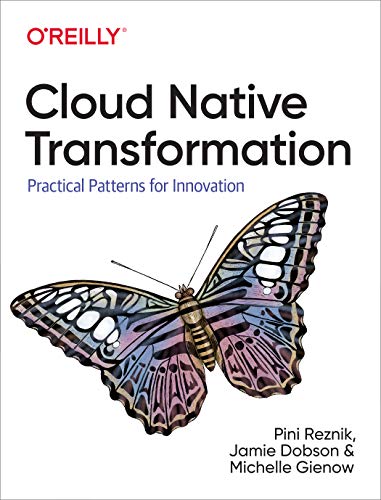 O'REILLY®
Cloud Native
Transformation
Practical Patterns for Innovation
Pini Reznik,
Jamie Dobson &
Michelle Gienow